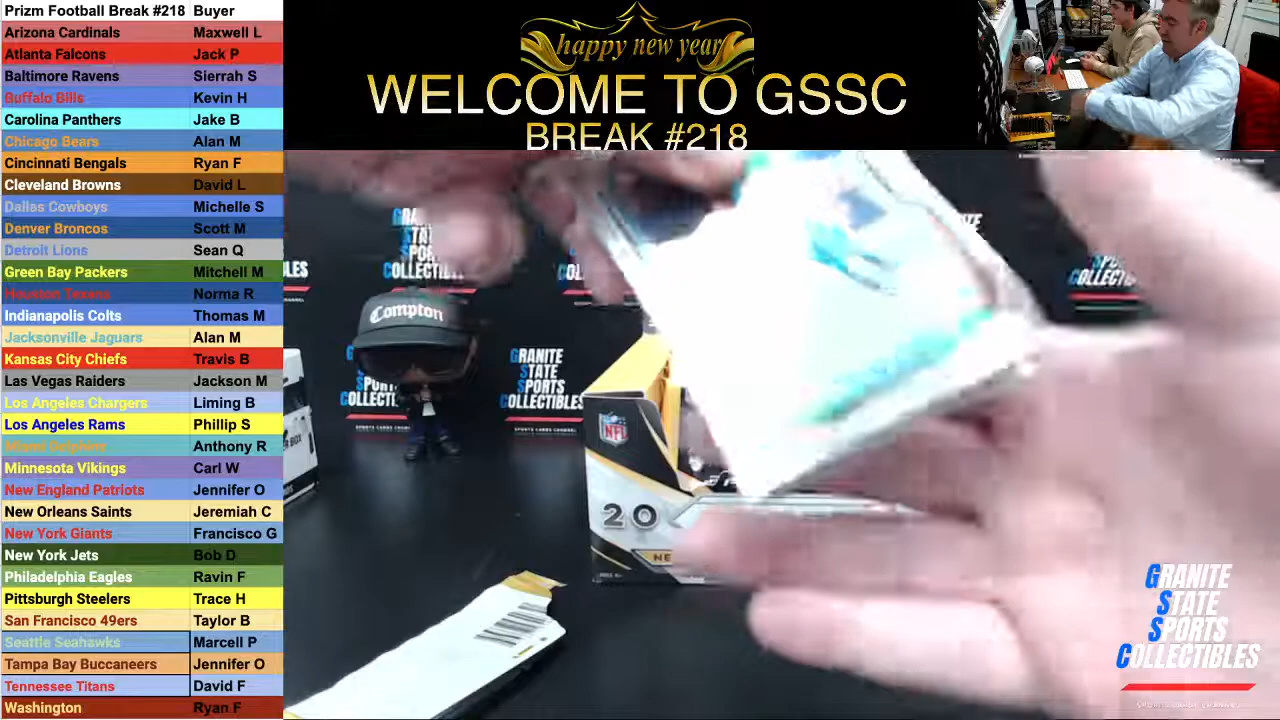 Prizm Football Break #218 Buyer
Arizona Cardinals Maxwell L
Atlanta Falcons Jack P
Baltimore Ravens Sierrah S
Buffalo Bills Kevin H
Carolina Panthers Jake B
Chicago Bears Alan M
Cincinnati Bengals Ryan F
Cleveland Browns David L
Dallas Cowboys Michelle S
Denver Broncos Scott M
Detroit Lions Sean Q
Green Bay Packers Mitchell M
Houston Texans Norma R
Indianapolis Colts Thomas M
Jacksonville Jaguars Alan M
Kansas City Chiefs Travis B
Las Vegas Raiders Jackson M
Los Angeles Chargers Liming B
Los Angeles Rams Phillip S
Miami Dolphins Anthony R
Minnesota Vikings Carl W
New England Patriots Jennifer O
New Orleans Saints Jeremiah C
New York Giants Francisco G
New York Jets Bob D
Philadelphia Eagles Ravin F
Pittsburgh Steelers Trace H
San Francisco 49ers Taylor B
Seattle Seahawks Marcell P
Tampa Bay Buccaneers Jennifer O
Tennessee Titans David F
Washington Ryan F
happy new year
WELCOME TO GSSC
BREAK #218
Compton
GRANITE
STATE
SPORTS
COLLECTIBLES
SPORTS CARDS CHANNEL
NFL
20
NE
GRANITE
STATE
SPORTS
COLLECTIBLES